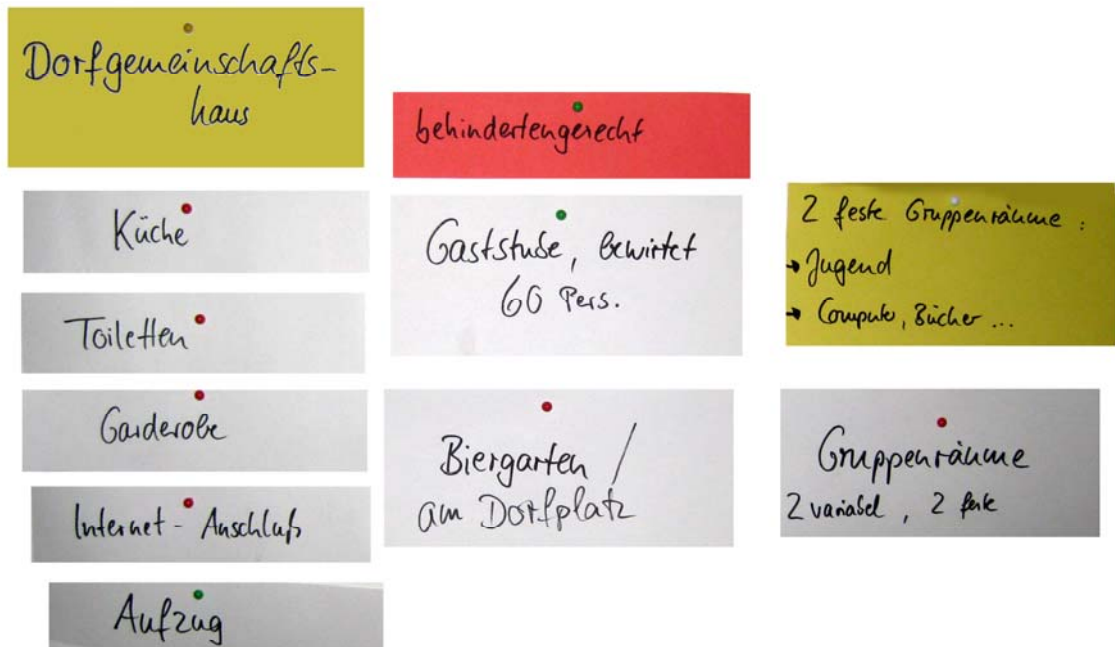 Dorfgemeinschafts-
haus
Küche
Toiletten
Garderobe
Internet - Anschluß
Aufzug
behindertengerecht
Gaststube, bewirtet
60 Pers.
Biergarten /
am Dorfplatz
2 feste Gruppenräume :
→ Jugend
→ Computer, Bücher ...
Gruppenräume
2 variabel, 2 feste